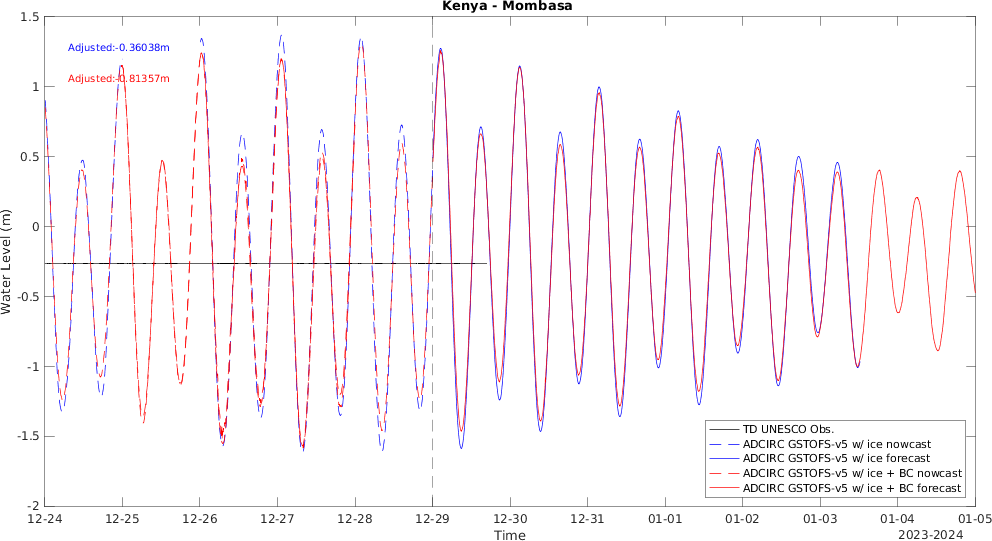 Kenya - Mombasa
1.5
1
0.5
0
-0.5
-1
-1.5
-2
Water Level (m)
Adjusted:-0.36038m
Adjusted:-0.81357m
TD UNESCO Obs.
ADCIRC GSTOFS-v5 w/ ice nowcast
ADCIRC GSTOFS-v5 w/ ice forecast
ADCIRC GSTOFS-v5 w/ ice + BC nowcast
ADCIRC GSTOFS-v5 w/ ice + BC forecast
12-24 12-25 12-26 12-27 12-28 12-29 12-30 12-31 01-01 01-02 01-03 01-04 01-05
Time
2023-2024